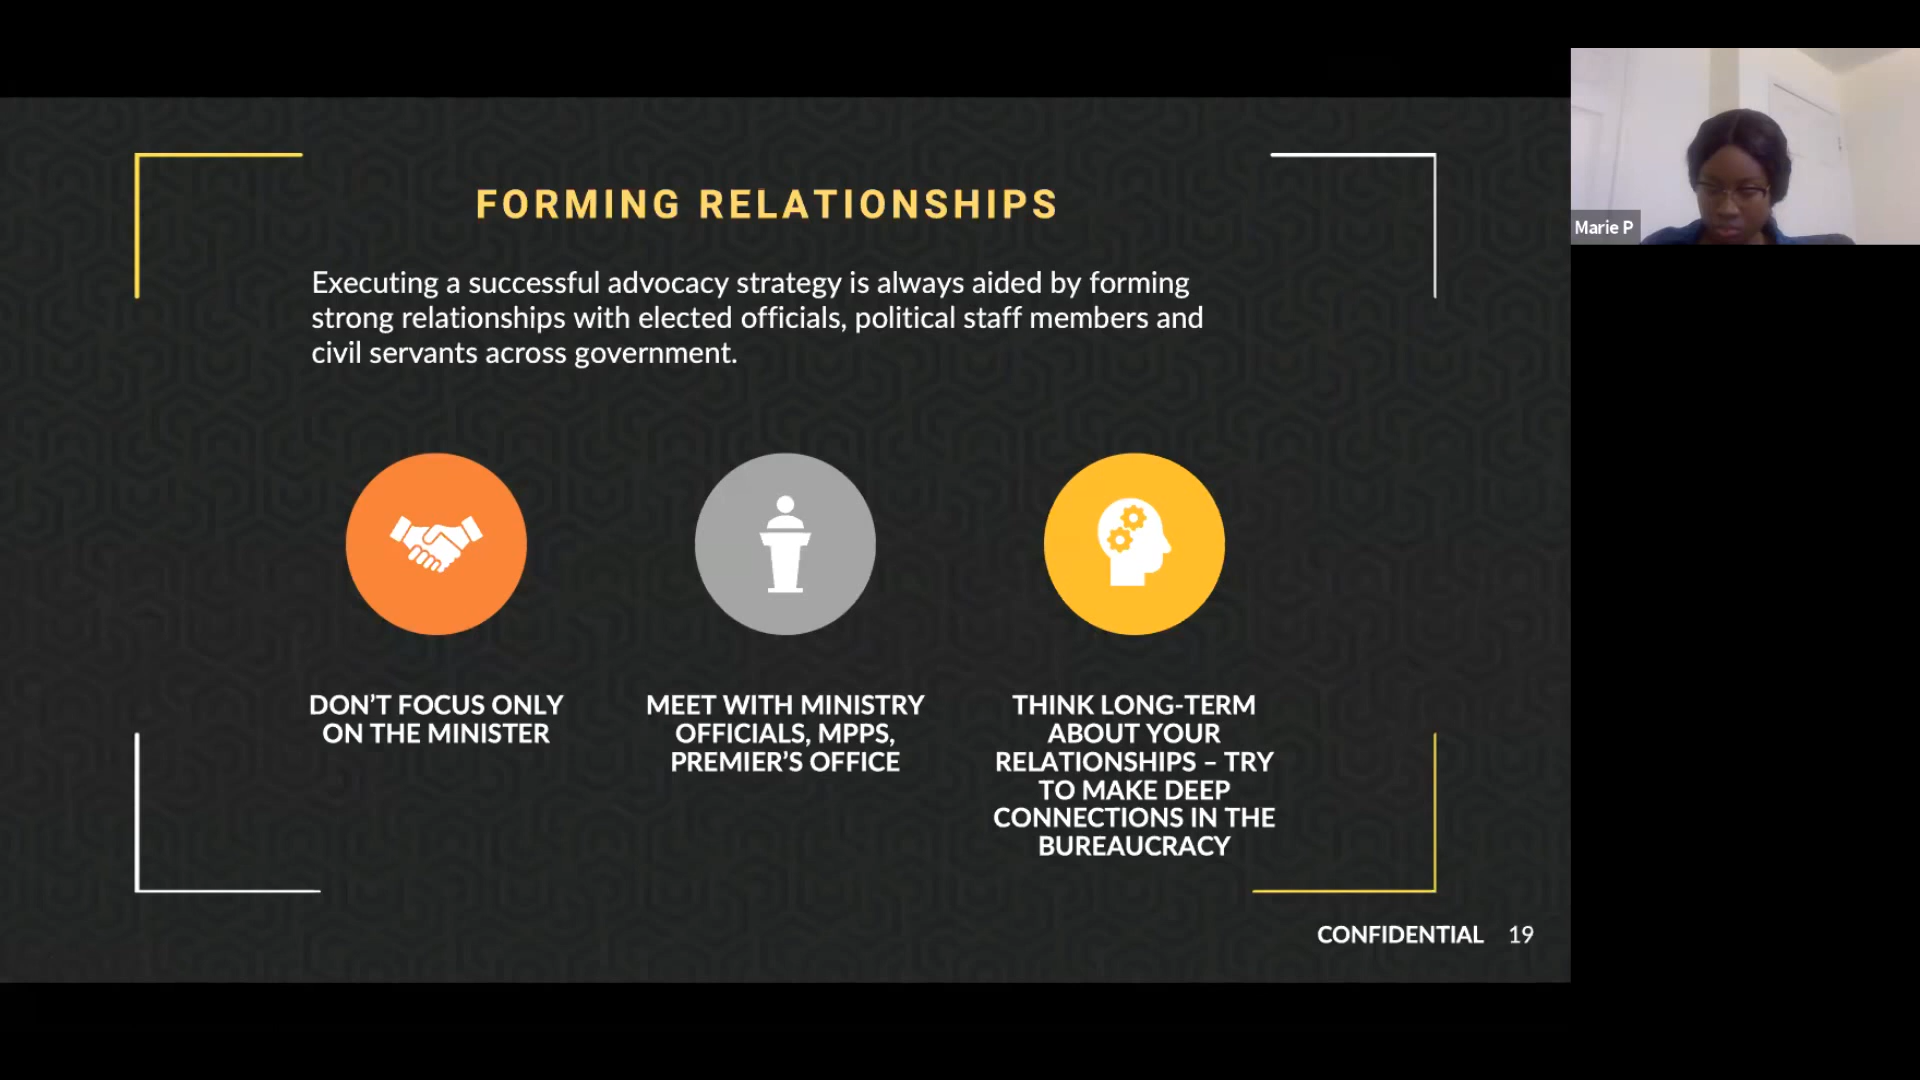 FORMING RELATIONSHIPS
Executing a successful advocacy strategy is always aided by forming
strong relationships with elected officials, political staff members and
civil servants across government.
DON’T FOCUS ONLY
ON THE MINISTER
MEET WITH MINISTRY
OFFICIALS, MPPS,
PREMIER’S OFFICE
THINK LONG-TERM
ABOUT YOUR
RELATIONSHIPS – TRY
TO MAKE DEEP
CONNECTIONS IN THE
BUREAUCRACY
CONFIDENTIAL 19
Marie P